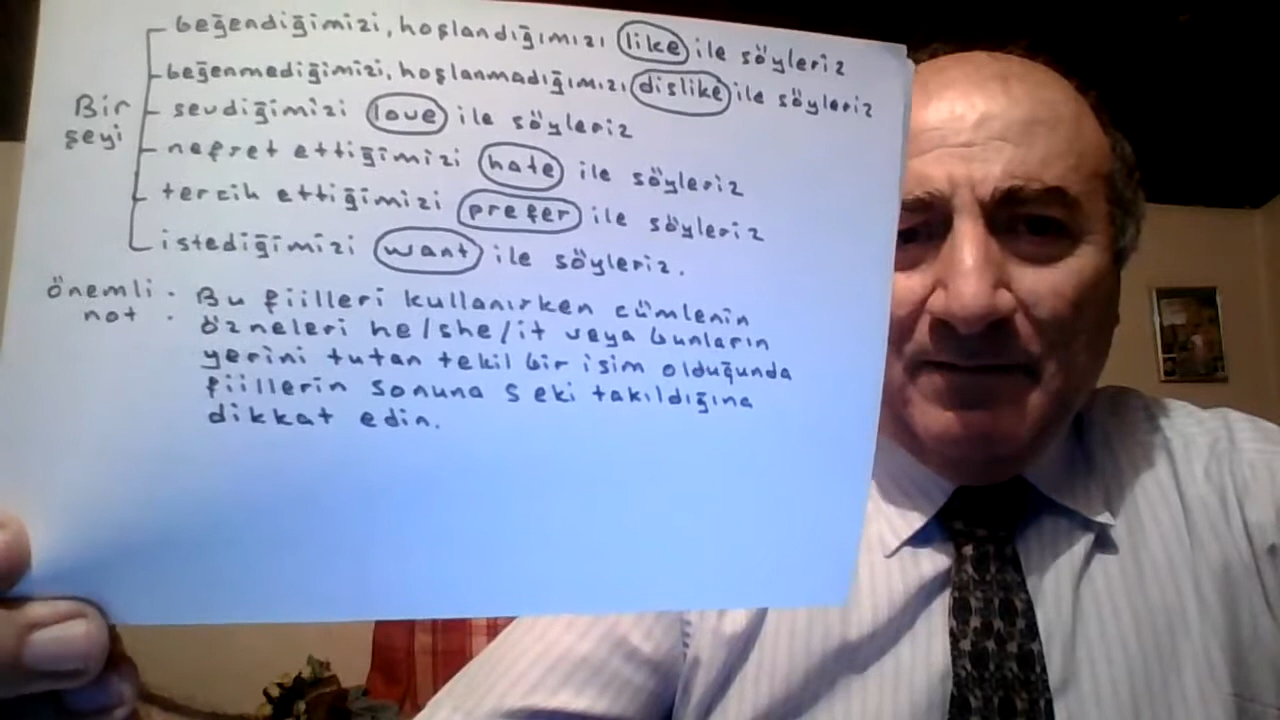 beğendiğimizi, hoşlandığımızı like ile söyleriz
beğenmediğimizi, hoşlanmadığımızı dislike ile söyleriz
Bir şeyi
sevdiğimizi love ile söyleriz
nefret ettiğimizi hate ile söyleriz
tercih ettiğimizi prefer ile söyleriz
istediğimizi want ile söyleriz.
önemli not : Bu fiilleri kullanırken cümlenin
özneleri he/she/it veya bunların
yerini tutan tekil bir isim olduğunda
fiillerin sonuna s eki takıldığına
dikkat edin.